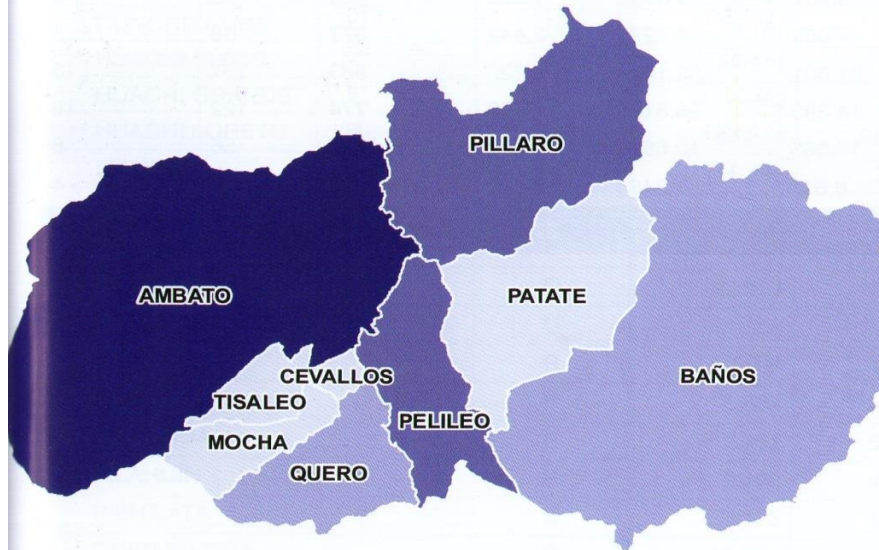 PILLARO
AMBATO
PATATE
CEVALLOS
BAÑOS
TISALEO
PELILEO
MOCHA
QUERO